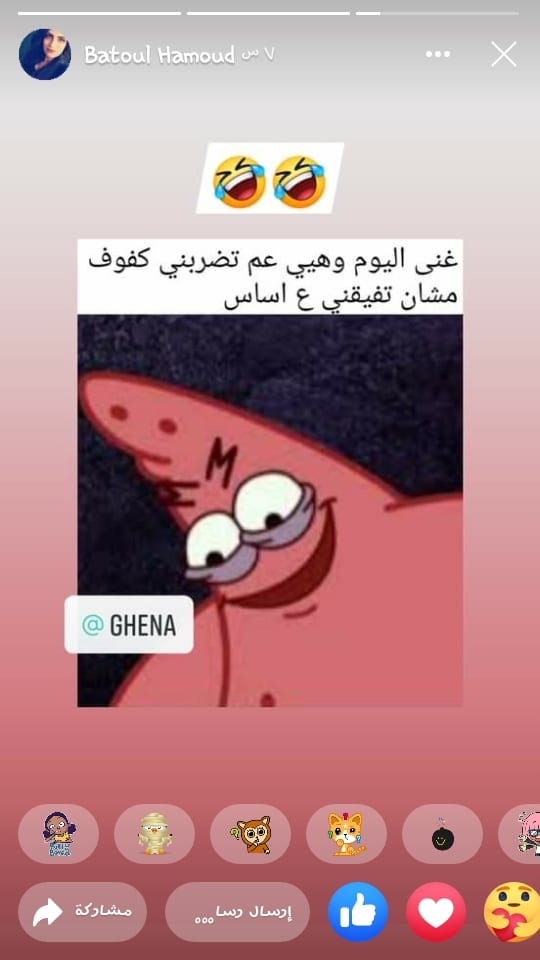 Batoul Hamoud ٧ س
غنى اليوم وهيي عم تضربني كفوف
مشان تفيقني ع اساس
@ GHENA
مشاركة
إرسال رسا...